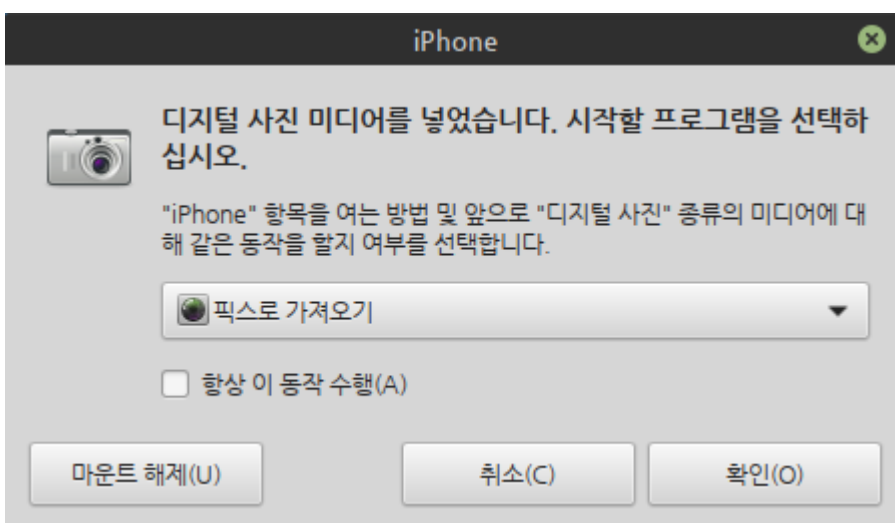 iPhone
디지털 사진 미디어를 넣었습니다. 시작할 프로그램을 선택하
십시오.
"iPhone" 항목을 여는 방법 및 앞으로 "디지털 사진" 종류의 미디어에 대
해 같은 동작을 할지 여부를 선택합니다.
픽스로 가져오기
항상 이 동작 수행(A)
마운트 해제(U) 취소(C) 확인(O)